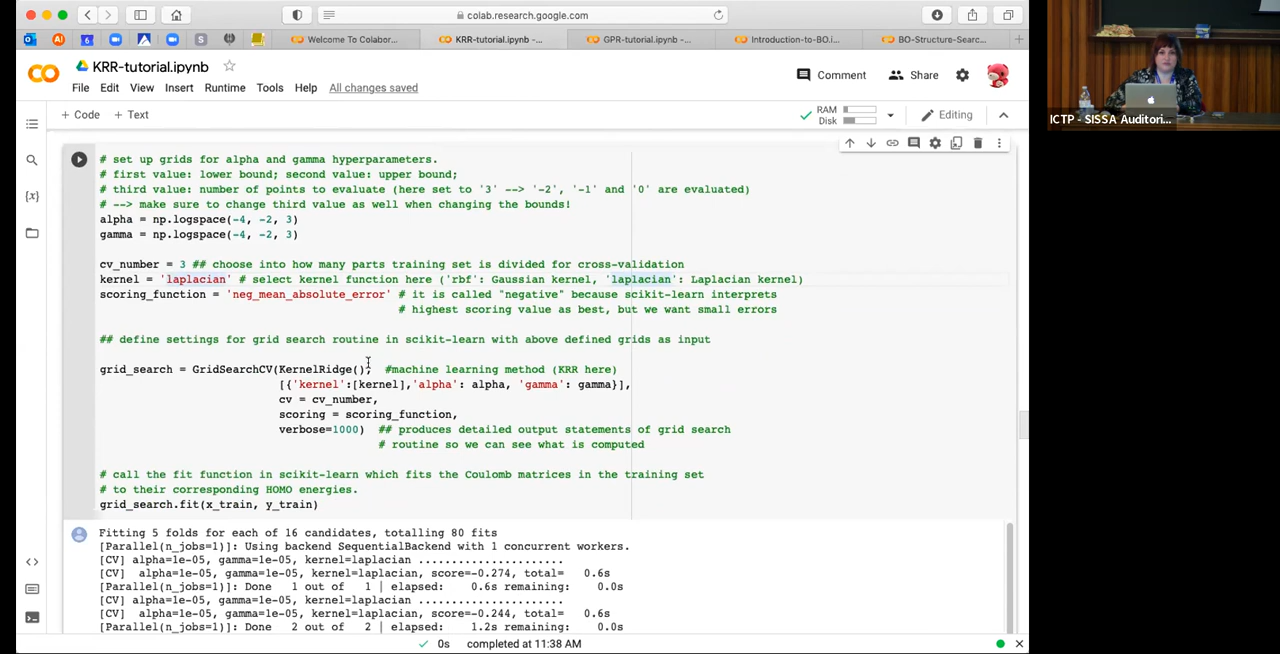 colab.research.google.com
Welcome To Colabor...
KRR-tutorial.ipynb -...
GPR-tutorial.ipynb -...
Introduction-to-BO.i...
BO-Structure-Searc...
KRR-tutorial.ipynb
File Edit View Insert Runtime Tools Help All changes saved
Comment
Share
+ Code + Text
RAM
Disk
Editing
# set up grids for alpha and gamma hyperparameters.
# first value: lower bound; second value: upper bound;
# third value: number of points to evaluate (here set to '3' --> '-2', '-1' and '0' are evaluated)
# --> make sure to change third value as well when changing the bounds!
alpha = np.logspace(-4, -2, 3)
gamma = np.logspace(-4, -2, 3)
cv_number = 3 ## choose into how many parts training set is divided for cross-validation
kernel = 'laplacian' # select kernel function here ('rbf': Gaussian kernel, 'laplacian': Laplacian kernel)
scoring_function = 'neg_mean_absolute_error' # it is called "negative" because scikit-learn interprets
# highest scoring value as best, but we want small errors
## define settings for grid search routine in scikit-learn with above defined grids as input
grid_search = GridSearchCV(KernelRidge(), #machine learning method (KRR here)
[{'kernel':[kernel],'alpha': alpha, 'gamma': gamma}],
cv = cv_number,
scoring = scoring_function,
verbose=1000) ## produces detailed output statements of grid search
# routine so we can see what is computed
# call the fit function in scikit-learn which fits the Coulomb matrices in the training set
# to their corresponding HOMO energies.
grid_search.fit(x_train, y_train)
Fitting 5 folds for each of 16 candidates, totalling 80 fits
[Parallel(n_jobs=1)]: Using backend SequentialBackend with 1 concurrent workers.
[CV] alpha=1e-05, gamma=1e-05, kernel=laplacian ......................
[CV] alpha=1e-05, gamma=1e-05, kernel=laplacian, score=-0.274, total= 0.6s
[Parallel(n_jobs=1)]: Done 1 out of 1 | elapsed: 0.6s remaining: 0.0s
[CV] alpha=1e-05, gamma=1e-05, kernel=laplacian ......................
[CV] alpha=1e-05, gamma=1e-05, kernel=laplacian, score=-0.244, total= 0.6s
[Parallel(n_jobs=1)]: Done 2 out of 2 | elapsed: 1.2s remaining: 0.0s
0s completed at 11:38 AM
ICTP - SISSA Auditori...